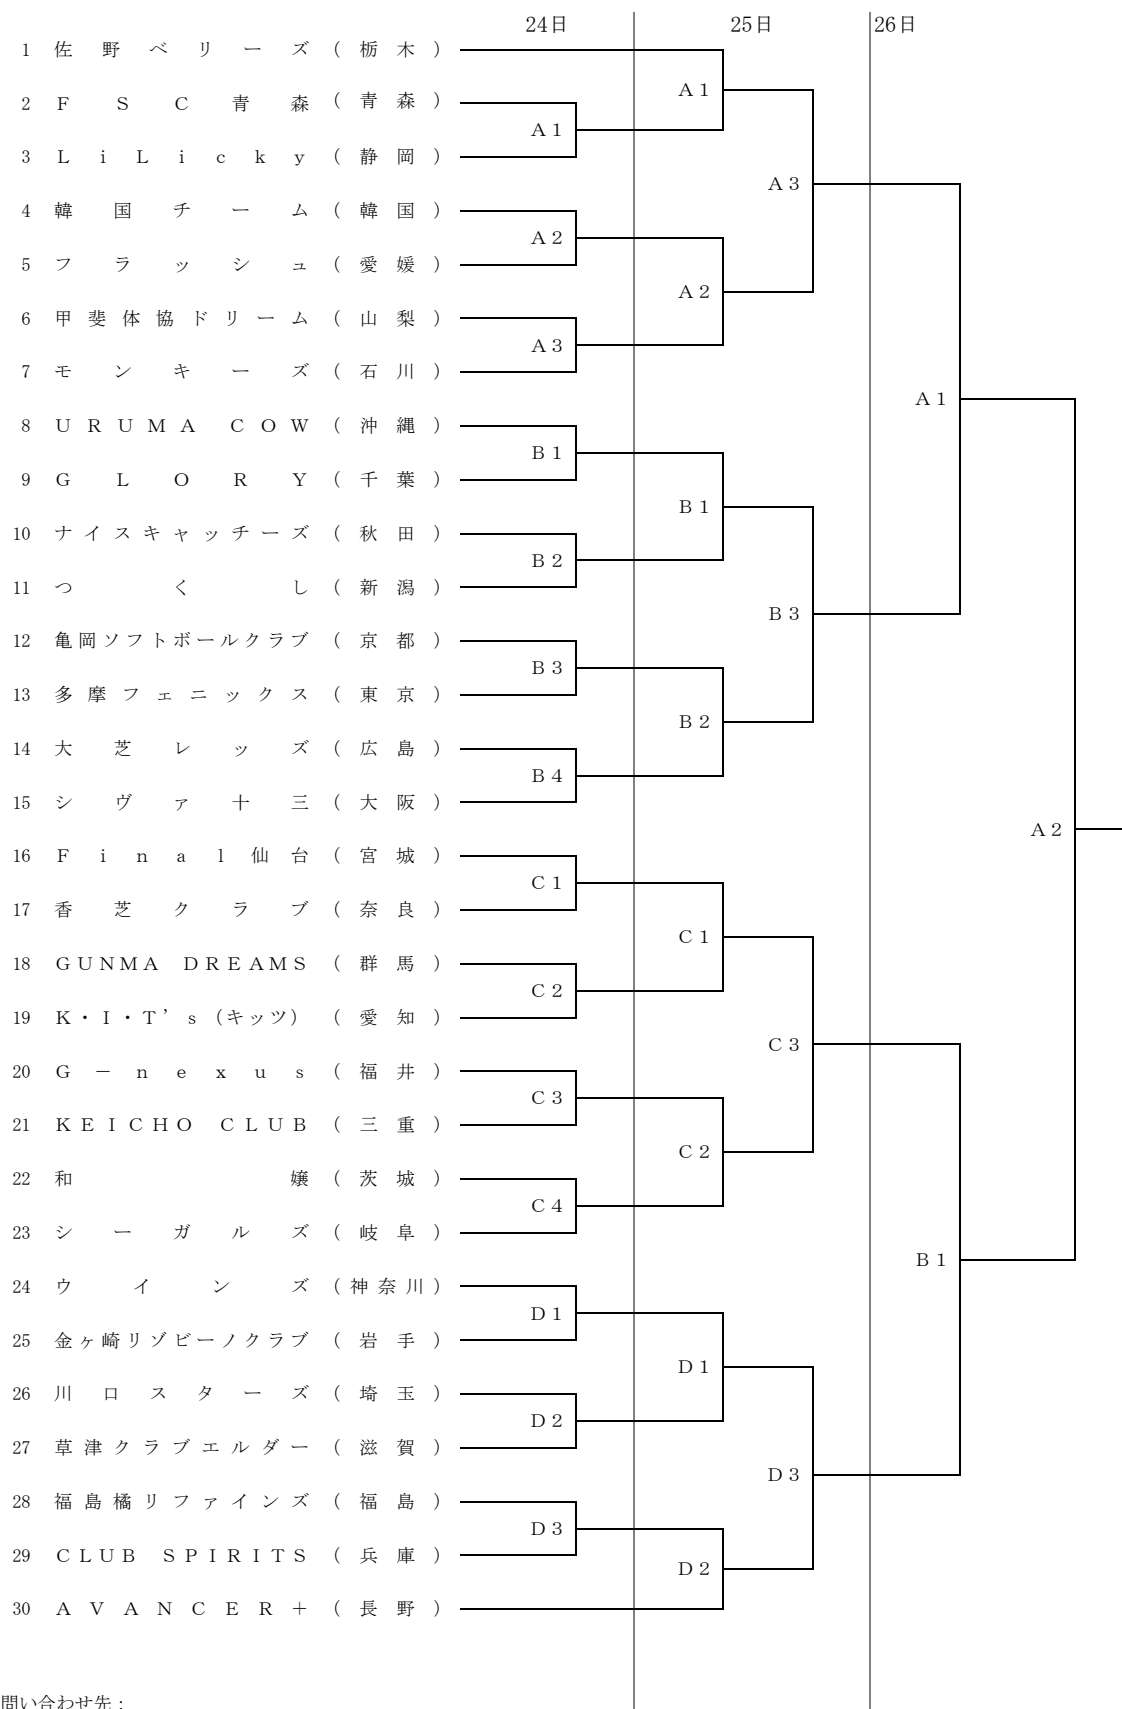 24日 25日 26日
1 佐野ベリーズ (栃木)
A1
2 FSC青森 (青森)
A1
3 LiLicky (静岡)
A3
4 韓国チーム (韓国)
A2
5 フラッシュ (愛媛)
A2
6 甲斐体協ドリーム (山梨)
A3
7 モンキーズ (石川)
A1
8 URUMA COW (沖縄)
B1
9 GLORY (千葉)
B1
10 ナイスキャッチーズ (秋田)
B2
11 つくし (新潟)
B3
12 亀岡ソフトボールクラブ (京都)
B3
13 多摩フェニックス (東京)
B2
14 大芝レッズ (広島)
B4
15 シヴァ十三 (大阪)
A2
16 Final仙台 (宮城)
C1
17 香芝クラブ (奈良)
C1
18 GUNMA DREAMS (群馬)
C2
19 K・I・T’s(キッツ) (愛知)
C3
20 G-nexus (福井)
C3
21 KEICHO CLUB (三重)
C2
22 和嬢 (茨城)
C4
23 シーガルズ (岐阜)
B1
24 ウインズ (神奈川)
D1
25 金ヶ崎リゾビーノクラブ (岩手)
D1
26 川口スターズ (埼玉)
D2
27 草津クラブエルダー (滋賀)
D3
28 福島橘リファインズ (福島)
D3
29 CLUB SPIRITS (兵庫)
D2
30 AVANCER+ (長野)
問い合わせ先: